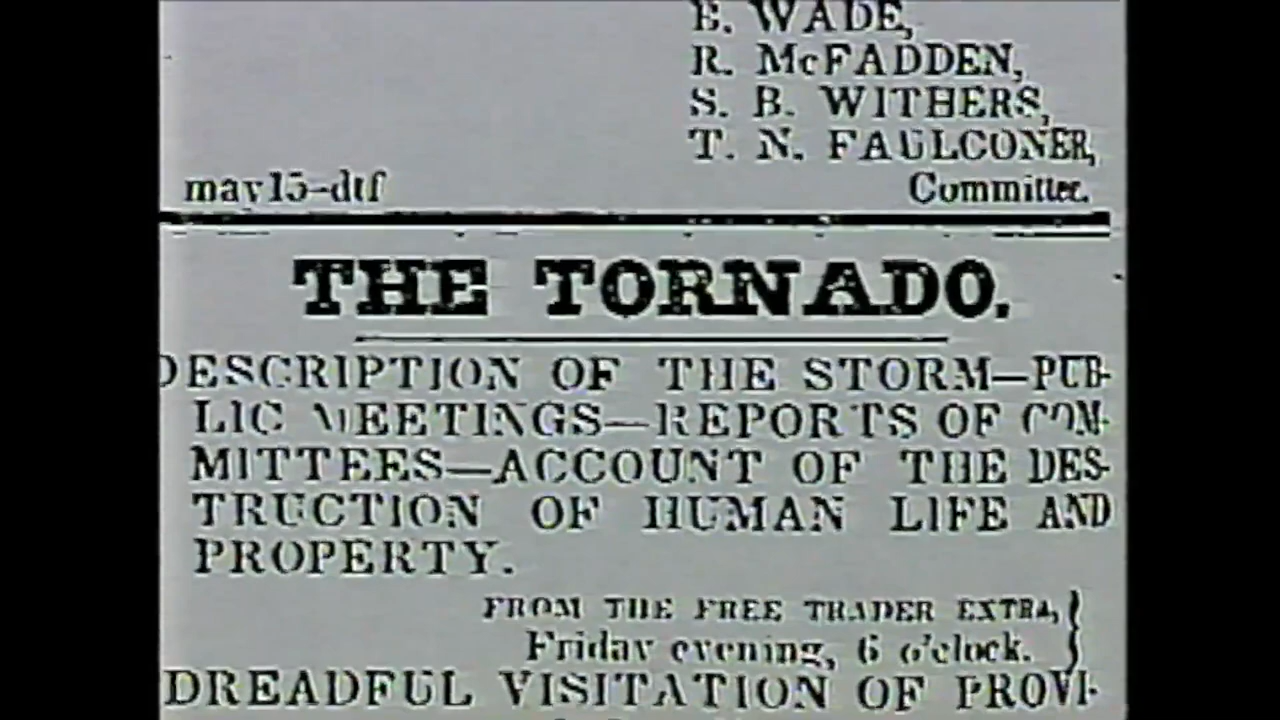 B. WADE,
R. McFADDEN,
S. B. WITHERS,
T. N. FAULCONER,
may15-dtf Committee.
THE TORNADO.
DESCRIPTION OF THE STORM—PUB-
LIC MEETINGS—REPORTS OF COM-
MITTEES—ACCOUNT OF THE DES-
TRUCTION OF HUMAN LIFE AND
PROPERTY.
FROM THE FREE TRADER EXTRA,
Friday evening, 6 o'clock.
DREADFUL VISITATION OF PROVI-